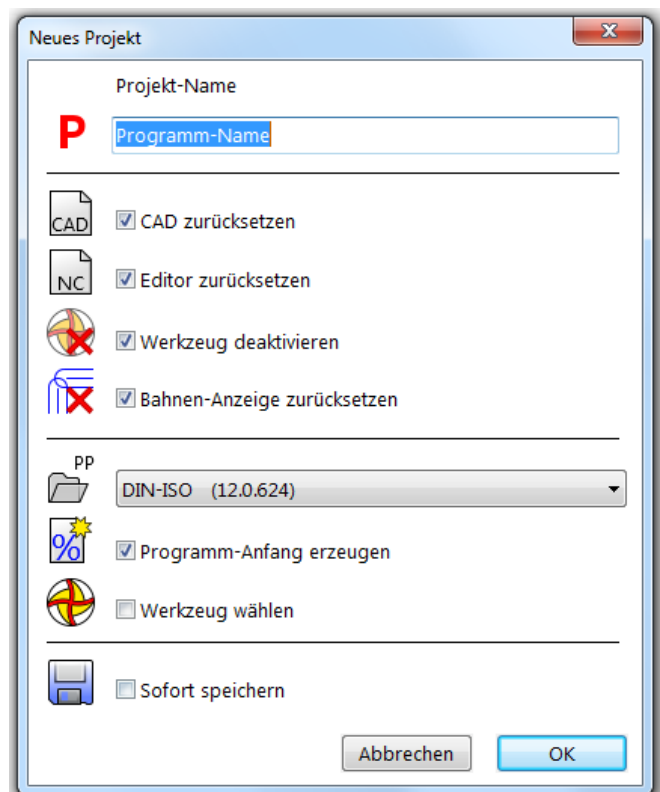 Neues Projekt
Projekt-Name
P
Programm-Name
CAD
CAD zurücksetzen
NC
Editor zurücksetzen
Werkzeug deaktivieren
Bahnen-Anzeige zurücksetzen
PP
DIN-ISO (12.0.624)
%
Programm-Anfang erzeugen
Werkzeug wählen
Sofort speichern
Abbrechen
OK